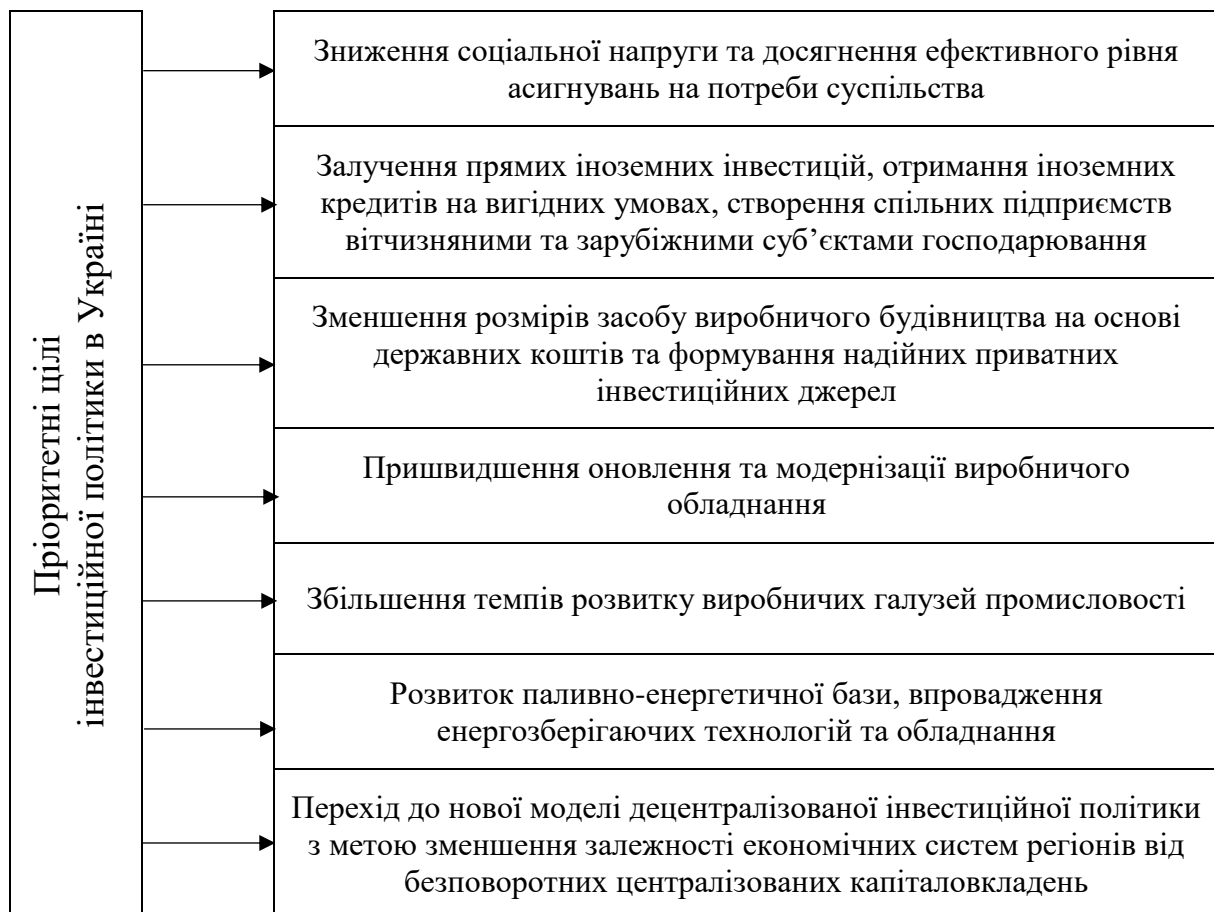 Пріоритетні цілі
інвестиційної політики в Україні
Зниження соціальної напруги та досягнення ефективного рівня
асигнувань на потреби суспільства
Залучення прямих іноземних інвестицій, отримання іноземних
кредитів на вигідних умовах, створення спільних підприємств
вітчизняними та зарубіжними суб’єктами господарювання
Зменшення розмірів засобу виробничого будівництва на основі
державних коштів та формування надійних приватних
інвестиційних джерел
Пришвидшення оновлення та модернізації виробничого
обладнання
Збільшення темпів розвитку виробничих галузей промисловості
Розвиток паливно-енергетичної бази, впровадження
енергозберігаючих технологій та обладнання
Перехід до нової моделі децентралізованої інвестиційної політики
з метою зменшення залежності економічних систем регіонів від
безповоротних централізованих капіталовкладень